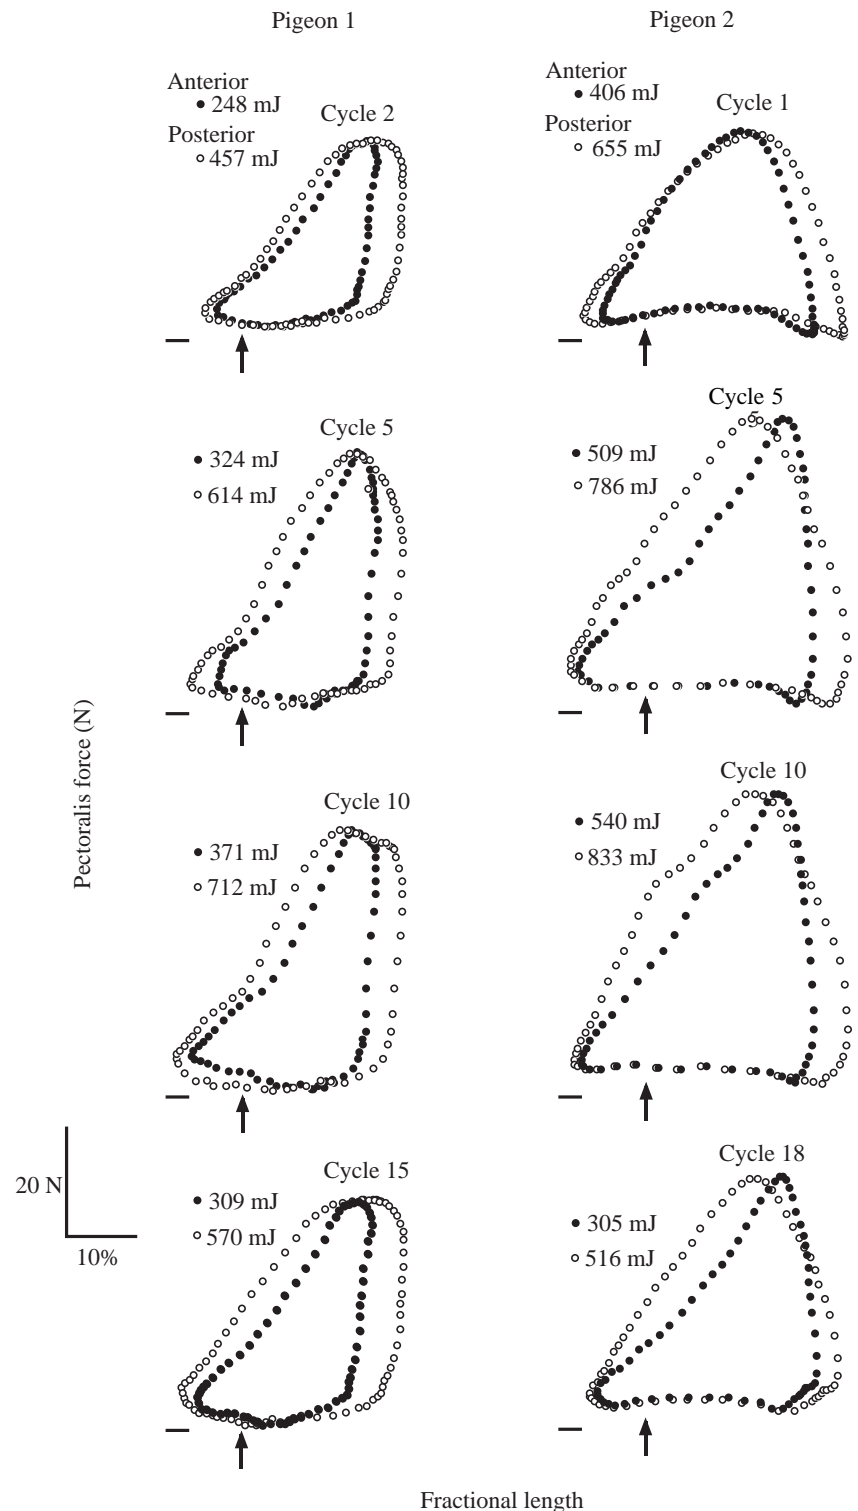 Pigeon 1
Pigeon 2
Anterior
248 mJ
Posterior
457 mJ
Cycle 2
Anterior
406 mJ
Posterior
655 mJ
Cycle 1
Cycle 5
324 mJ
614 mJ
Cycle 5
5
509 mJ
786 mJ
Pectoralis force (N)
Cycle 10
371 mJ
712 mJ
Cycle 10
540 mJ
833 mJ
20 N
10%
Cycle 15
309 mJ
570 mJ
Cycle 18
305 mJ
516 mJ
Fractional length